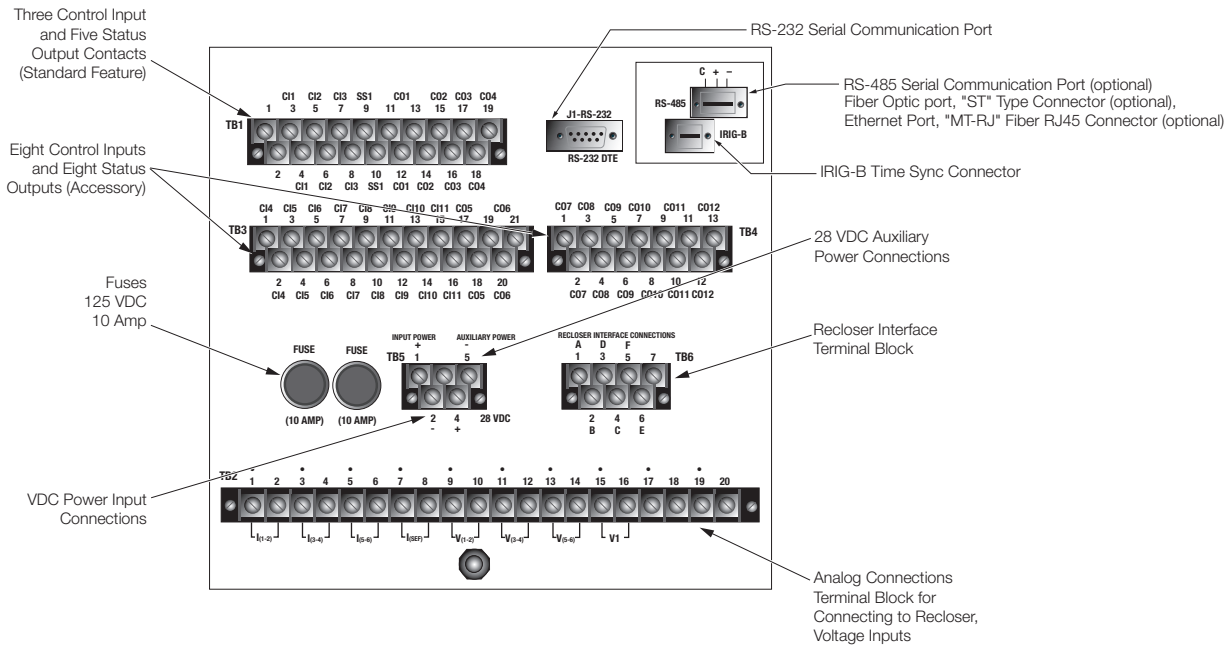 Three Control Input
and Five Status
Output Contacts
(Standard Feature)
RS-232 Serial Communication Port
C + –
RS-485 Serial Communication Port (optional)
Fiber Optic port, "ST" Type Connector (optional),
Ethernet Port, "MT-RJ" Fiber RJ45 Connector (optional)
RS-485
IRIG-B
IRIG-B Time Sync Connector
J1-RS-232
RS-232 DTE
CI1 CI2 CI3 SS1 CO1 CO2 CO3 CO4
1 3 5 7 9 11 13 15 17 19
TB1
2 4 6 8 10 12 14 16 18
CI1 CI2 CI3 SS1 CO1 CO2 CO3 CO4
Eight Control Inputs
and Eight Status
Outputs (Accessory)
CI4 CI5 CI6 CI7 CI8 CI9 CI10 CI11 CO5 CO6
1 3 5 7 9 11 13 15 17 19 21
TB3
2 4 6 8 10 12 14 16 18 20
CI4 CI5 CI6 CI7 CI8 CI9 CI10 CI11 CO5 CO6
CO7 CO8 CO9 CO10 CO11 CO12
1 3 5 7 9 11 13
TB4
2 4 6 8 10 12
CO7 CO8 CO9 CO10 CO11 CO12
28 VDC Auxiliary
Power Connections
Fuses
125 VDC
10 Amp
FUSE FUSE
(10 AMP) (10 AMP)
INPUT POWER AUXILIARY POWER
+ -
TB5 1 5
2 4 28 VDC
- +
RECLOSER INTERFACE CONNECTIONS
A D F
1 3 5 7 TB6
2 4 6
B C E
Recloser Interface
Terminal Block
VDC Power Input
Connections
TB2
• • • • • • • • • •
1 2 3 4 5 6 7 8 9 10 11 12 13 14 15 16 17 18 19 20
I(1-2) I(3-4) I(5-6) I(SEF) V(1-2) V(3-4) V(5-6) V1
Analog Connections
Terminal Block for
Connecting to Recloser,
Voltage Inputs